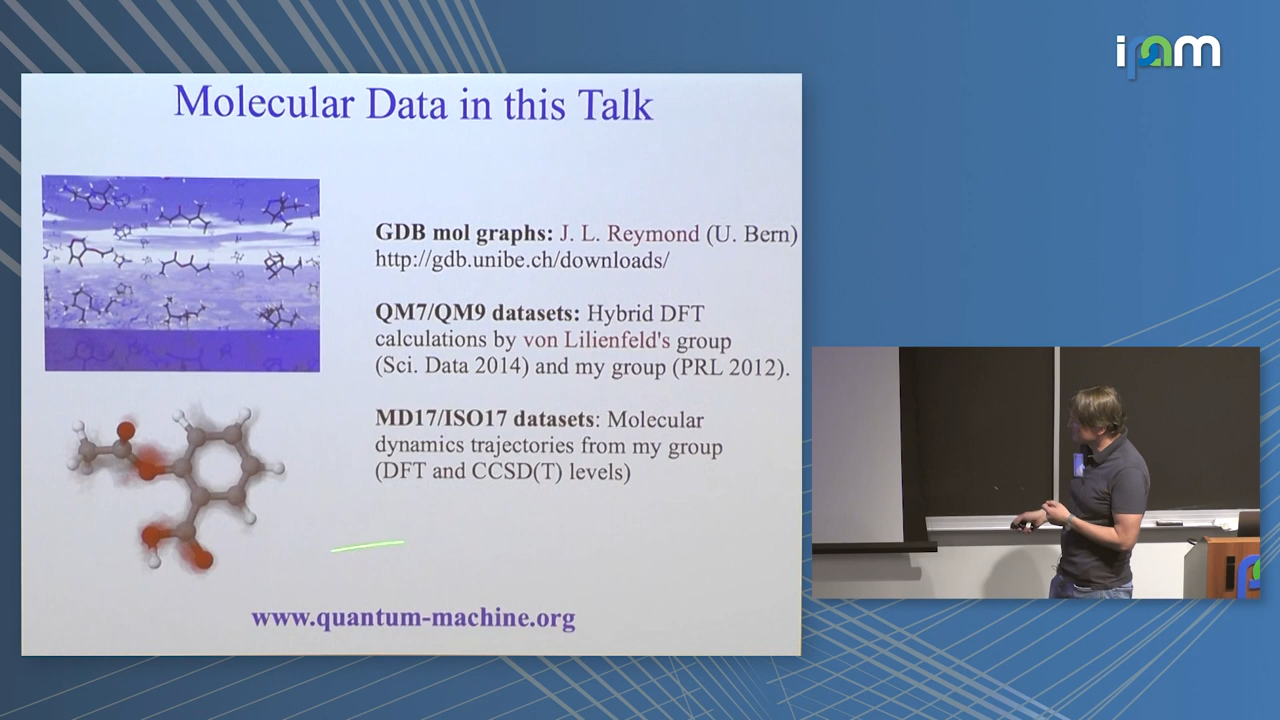 ipam
Molecular Data in this Talk
GDB mol graphs: J. L. Reymond (U. Bern)
http://gdb.unibe.ch/downloads/
QM7/QM9 datasets: Hybrid DFT
calculations by von Lilienfeld's group
(Sci. Data 2014) and my group (PRL 2012).
MD17/ISO17 datasets: Molecular
dynamics trajectories from my group
(DFT and CCSD(T) levels)
www.quantum-machine.org